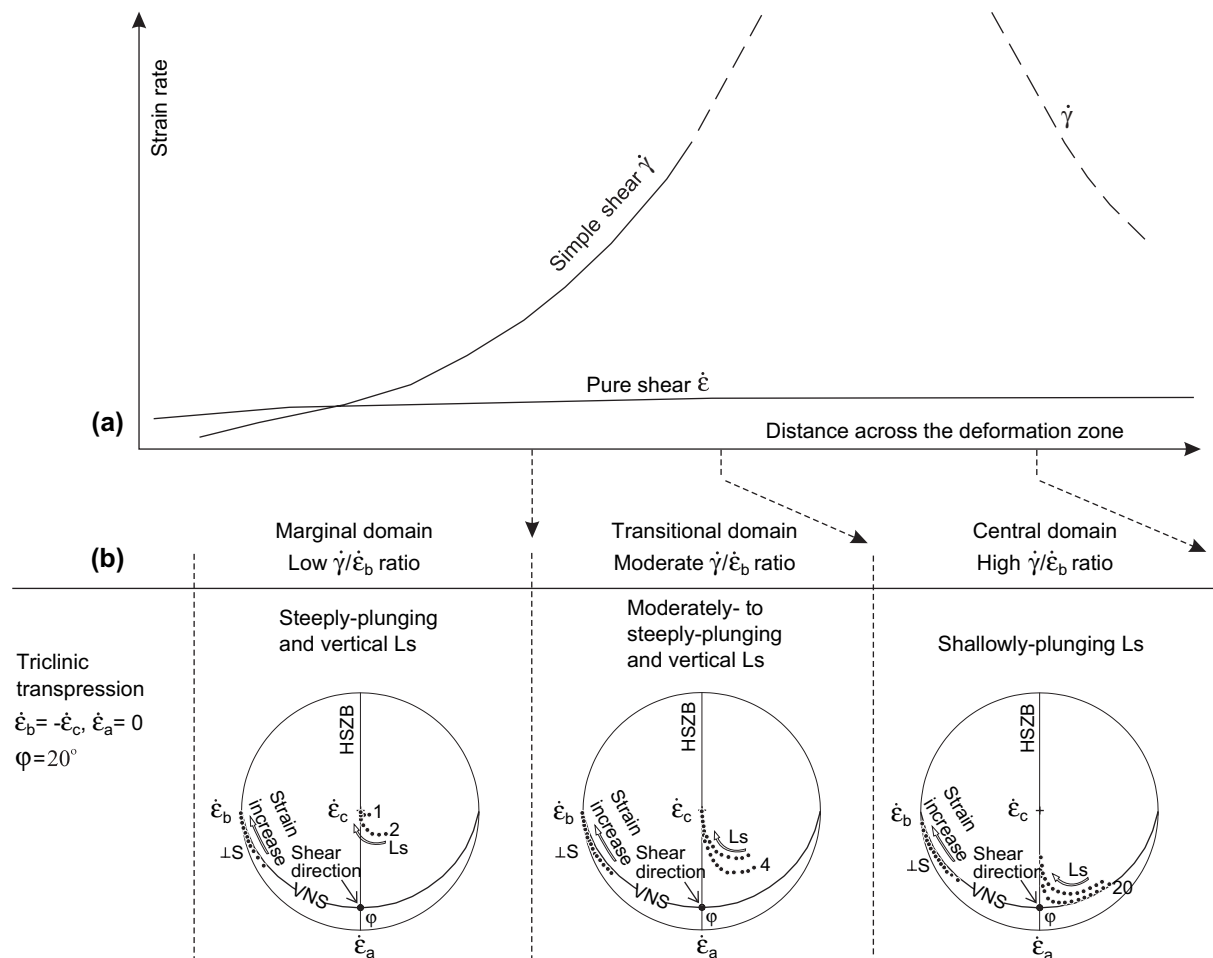 Strain rate
Simple shear γ̇
γ̇
Pure shear ε̇
(a)
Distance across the deformation zone
(b)
Marginal domain
Low γ̇/ε̇b ratio
Transitional domain
Moderate γ̇/ε̇b ratio
Central domain
High γ̇/ε̇b ratio
Triclinic
transpression
ε̇b= -ε̇c, ε̇a= 0
φ=20°
Steeply-plunging
and vertical Ls
HSZB
ε̇b
ε̇c
1
2
Ls
Strain
increase
⊥S
Shear
direction
VNS
φ
ε̇a
Moderately- to
steeply-plunging
and vertical Ls
HSZB
ε̇b
ε̇c
Ls
4
Strain
increase
⊥S
Shear
direction
VNS
φ
ε̇a
Shallowly-plunging Ls
HSZB
ε̇b
ε̇c
Ls
20
Strain
increase
⊥S
Shear
direction
VNS
φ
ε̇a